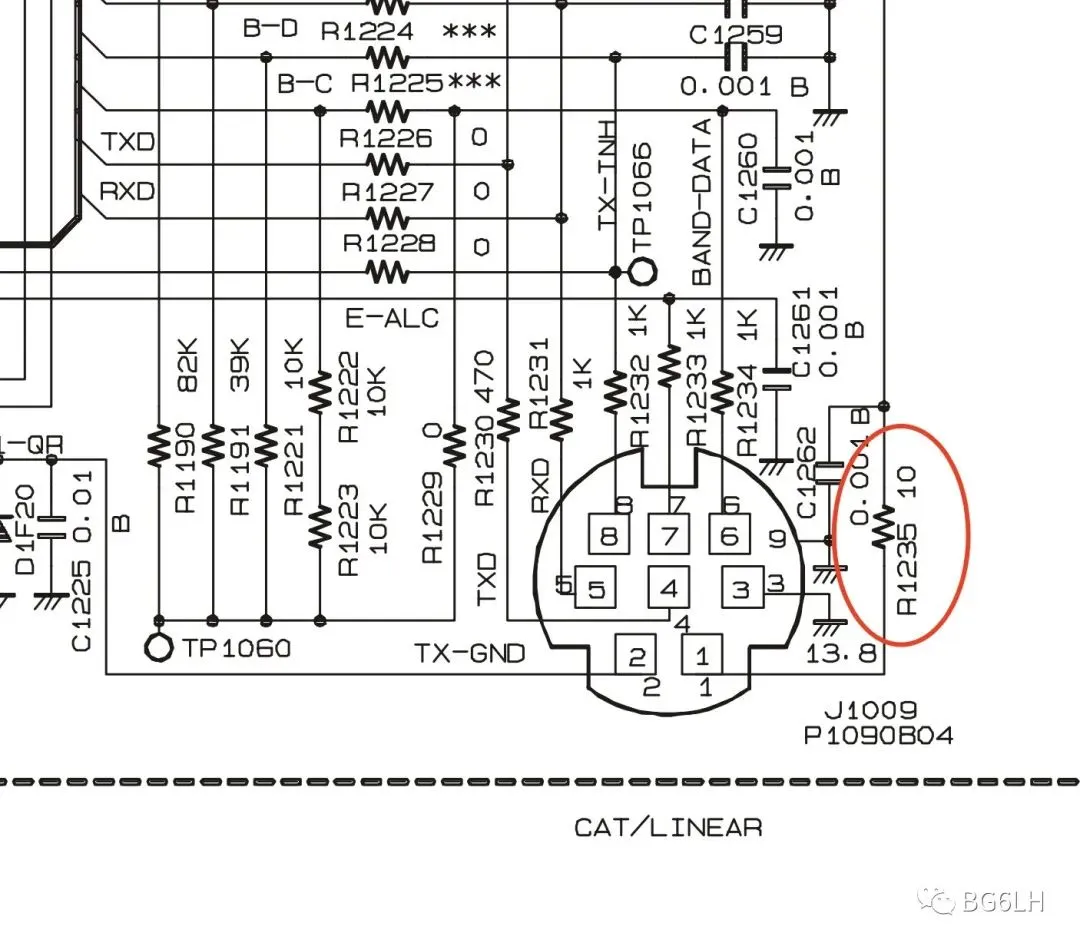 B-D R1224 ***
C1259
B-C R1225 ***
0.001 B
TXD
R1226 0
RXD
R1227 0
R1228 0
TX-INH
TP1066
BAND-DATA
C1260
0.001
B
E-ALC
R1190 82K
R1191 39K
R1221 10K
R1222
10K
R1223
10K
R1229 0
R1230 470
R1231
1K
R1232 1K
R1233 1K
R1234 1K
C1261
0.001
B
C1262
0.001 B
R1235 10
D1F20
C1225 0.01
B
TXD
RXD
8 7 6
8 7 6 9
5 5 4 3 3
4
TP1060
TX-GND
2 1
2 1
13.8
J1009
P1090B04
CAT/LINEAR
BG6LH